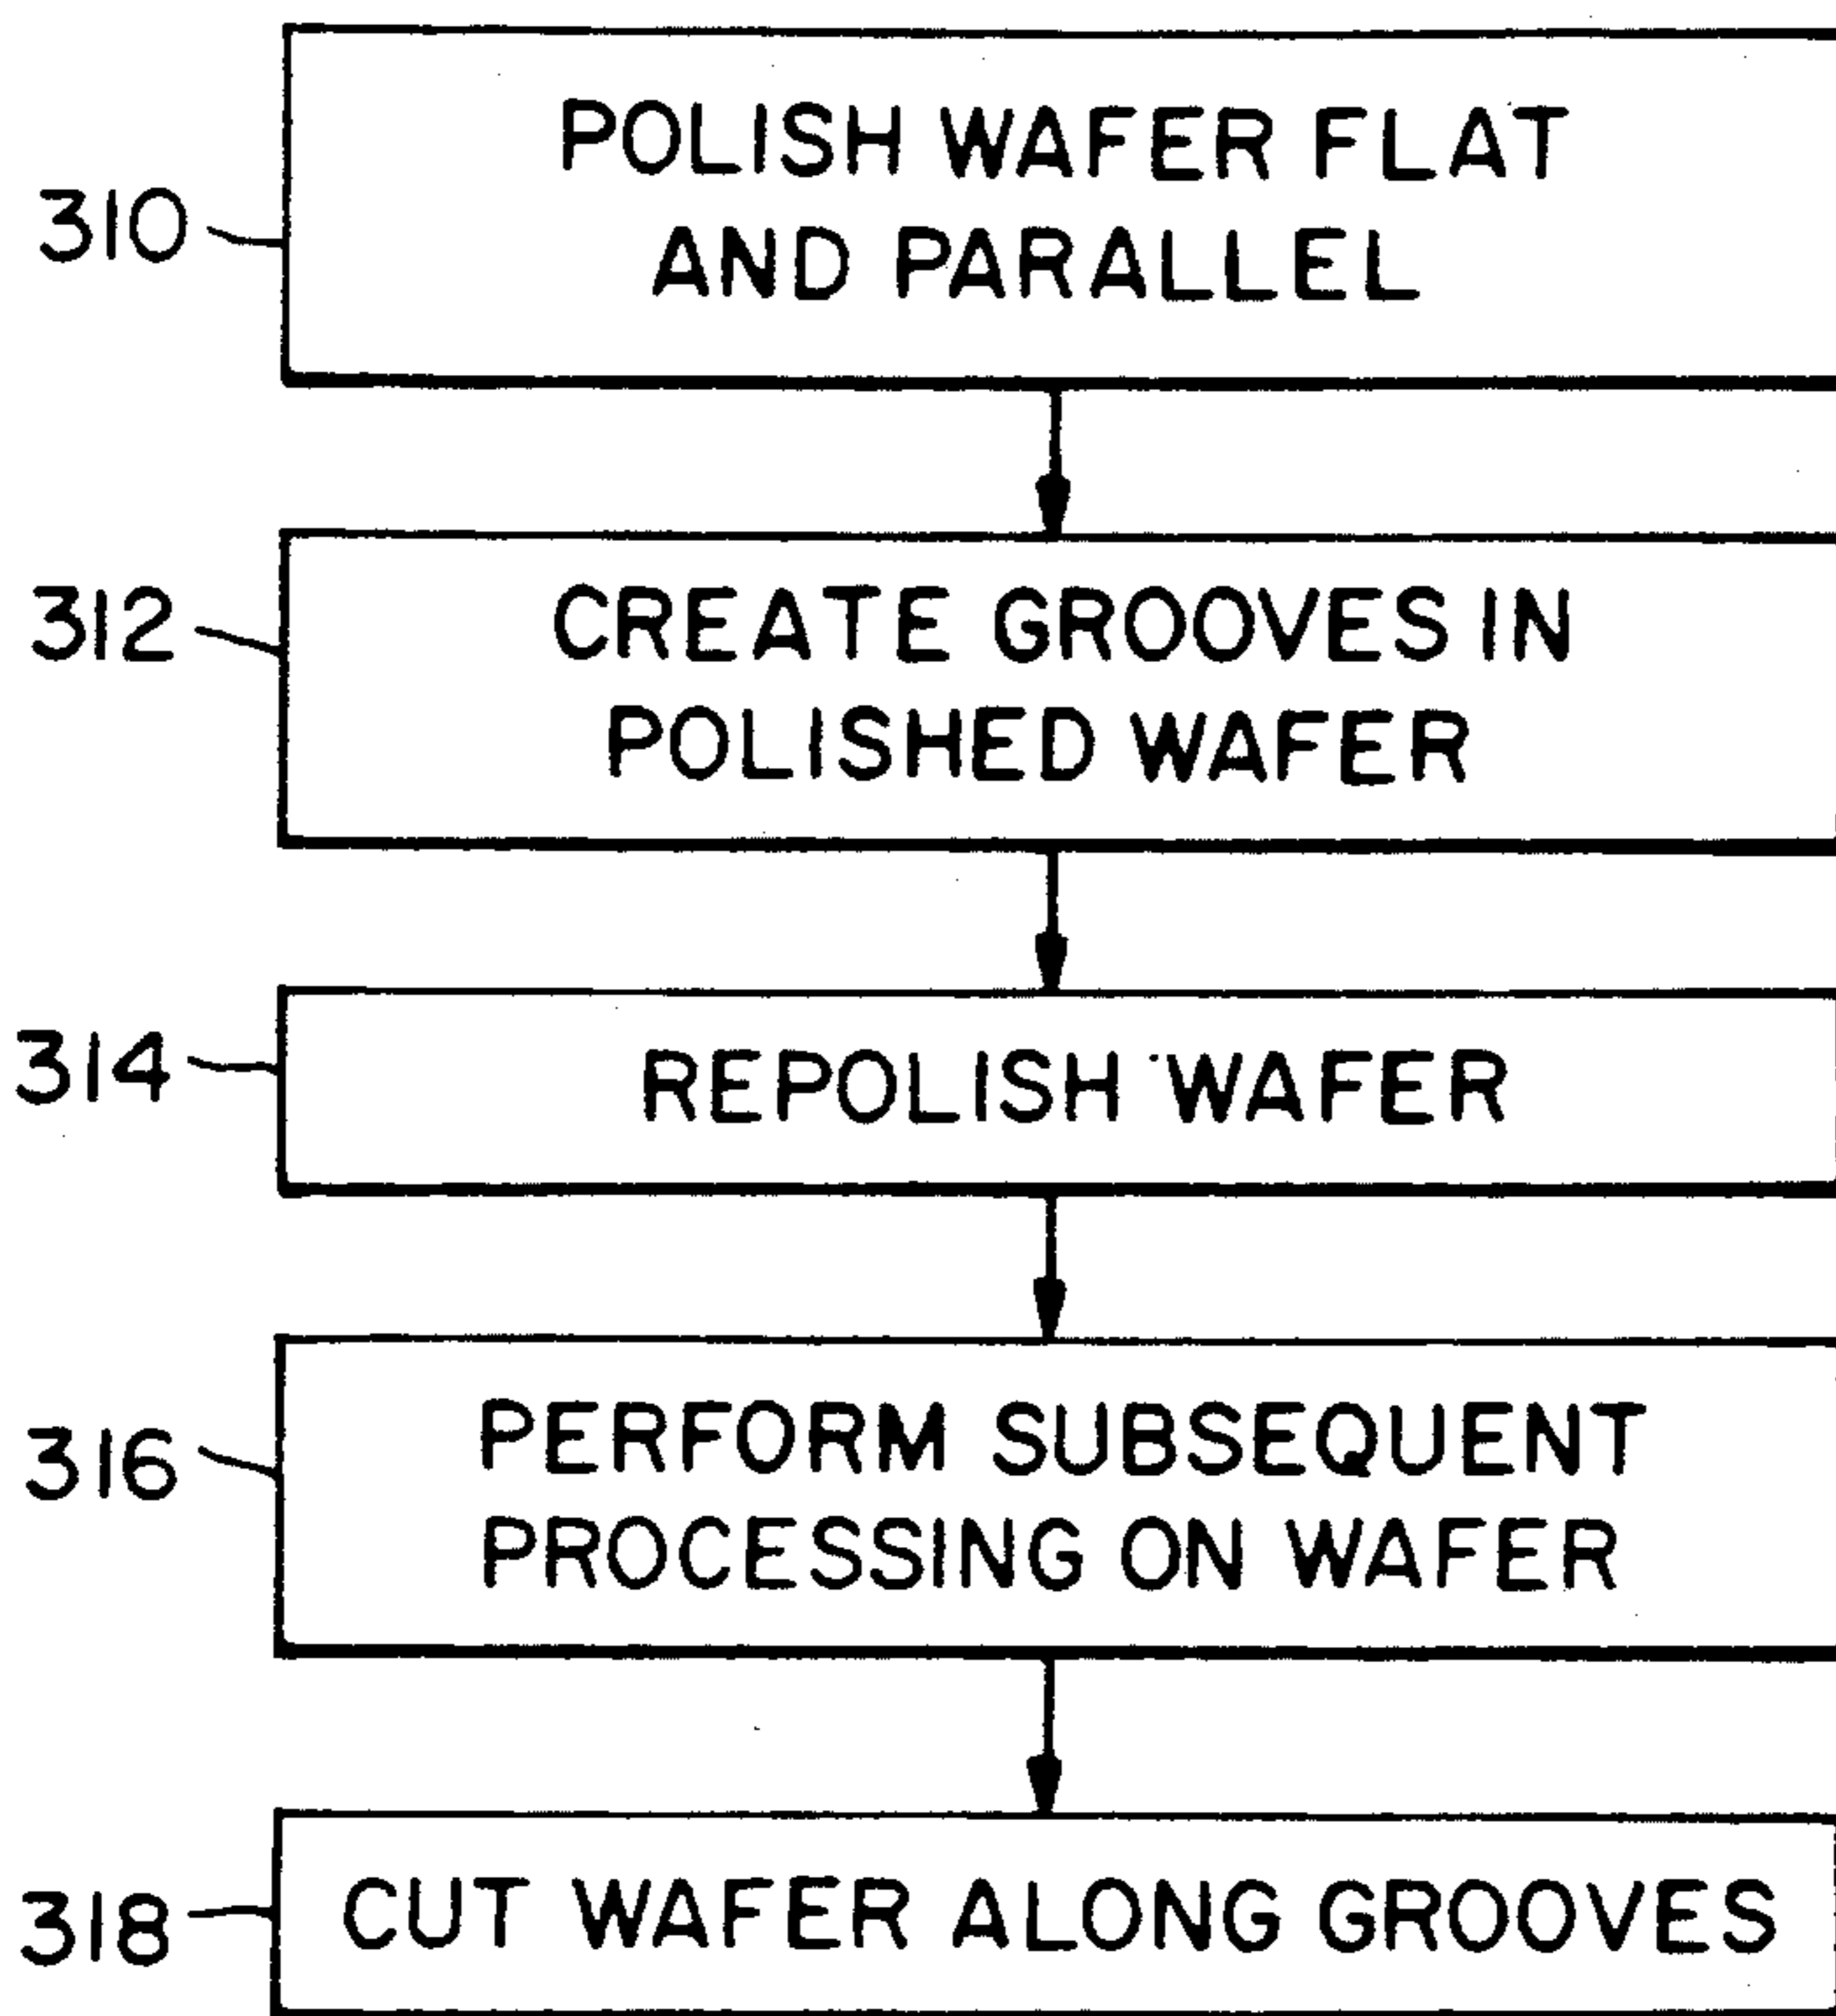 310
POLISH WAFER FLAT
AND PARALLEL
312
CREATE GROOVES IN
POLISHED WAFER
314
REPOLISH WAFER
316
PERFORM SUBSEQUENT
PROCESSING ON WAFER
318
CUT WAFER ALONG GROOVES